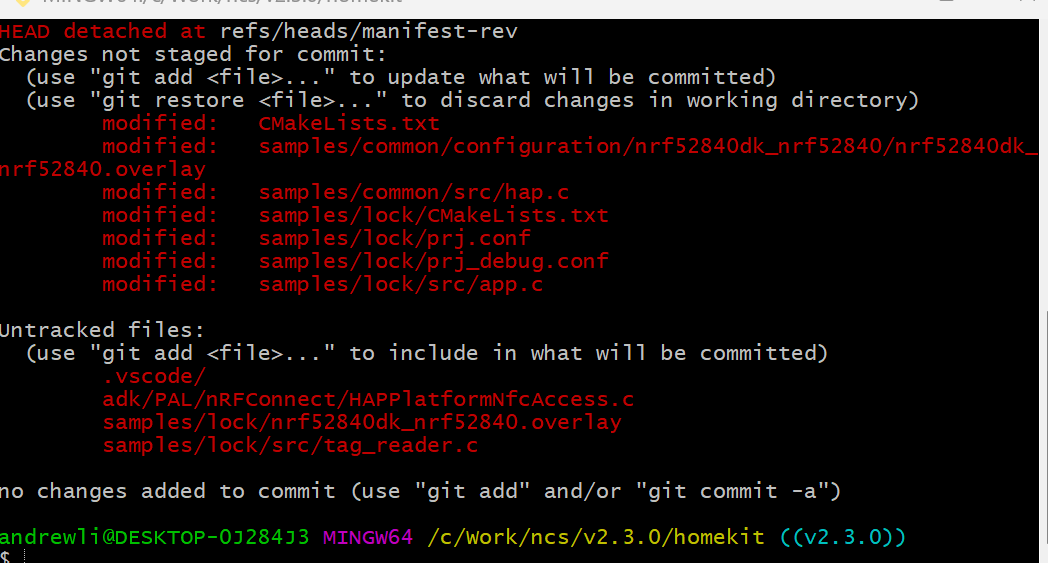 MINGW64:/c/Work/ncs/v2.3.0/homekit
HEAD detached at refs/heads/manifest-rev
Changes not staged for commit:
  (use "git add <file>..." to update what will be committed)
  (use "git restore <file>..." to discard changes in working directory)
        modified:   CMakeLists.txt
        modified:   samples/common/configuration/nrf52840dk_nrf52840/nrf52840dk_
nrf52840.overlay
        modified:   samples/common/src/hap.c
        modified:   samples/lock/CMakeLists.txt
        modified:   samples/lock/prj.conf
        modified:   samples/lock/prj_debug.conf
        modified:   samples/lock/src/app.c
Untracked files:
  (use "git add <file>..." to include in what will be committed)
        .vscode/
        adk/PAL/nRFConnect/HAPPlatformNfcAccess.c
        samples/lock/nrf52840dk_nrf52840.overlay
        samples/lock/src/tag_reader.c
no changes added to commit (use "git add" and/or "git commit -a")
andrewli@DESKTOP-0J284J3 MINGW64 /c/Work/ncs/v2.3.0/homekit ((v2.3.0))
$